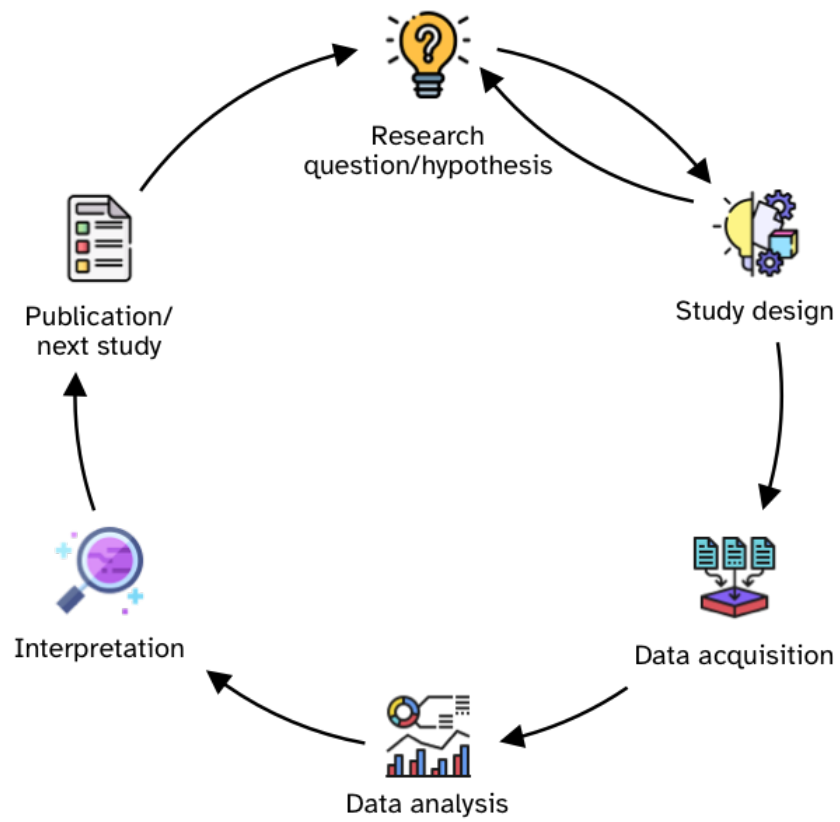 Research
question/hypothesis
Study design
Data acquisition
Data analysis
Interpretation
Publication/
next study